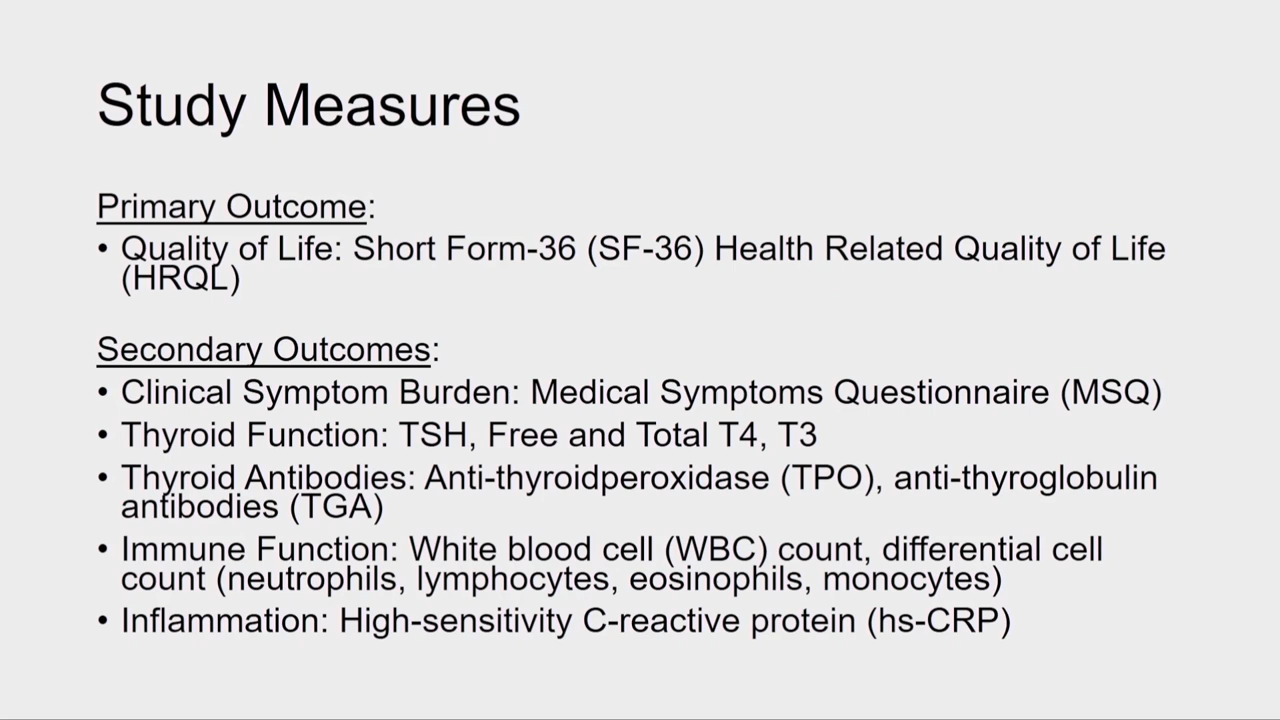 Study Measures
Primary Outcome:
• Quality of Life: Short Form-36 (SF-36) Health Related Quality of Life
(HRQL)
Secondary Outcomes:
• Clinical Symptom Burden: Medical Symptoms Questionnaire (MSQ)
• Thyroid Function: TSH, Free and Total T4, T3
• Thyroid Antibodies: Anti-thyroidperoxidase (TPO), anti-thyroglobulin
antibodies (TGA)
• Immune Function: White blood cell (WBC) count, differential cell
count (neutrophils, lymphocytes, eosinophils, monocytes)
• Inflammation: High-sensitivity C-reactive protein (hs-CRP)